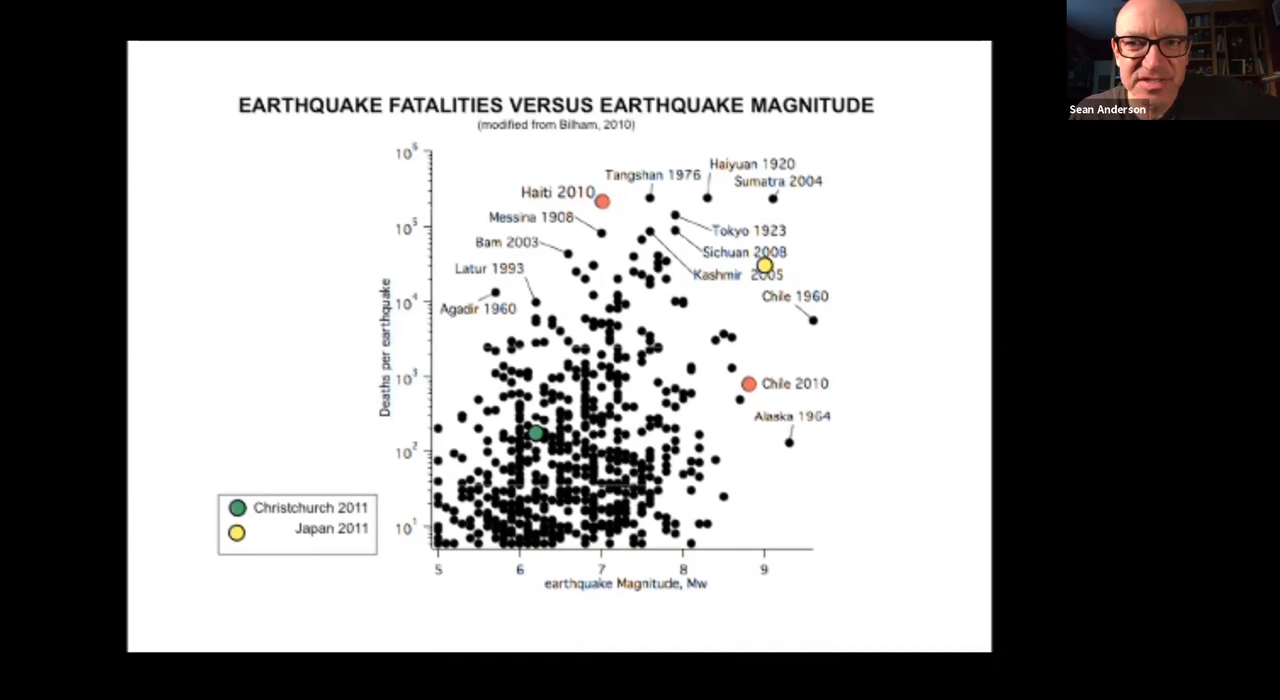 Sean Anderson
EARTHQUAKE FATALITIES VERSUS EARTHQUAKE MAGNITUDE
(modified from Bilham, 2010)
10⁶
Haiyuan 1920
Tangshan 1976
Sumatra 2004
Haiti 2010
Messina 1908
10⁵
Tokyo 1923
Bam 2003
Sichuan 2008
Latur 1993
Kashmir 2005
Chile 1960
10⁴
Agadir 1960
Deaths per earthquake
10³
Chile 2010
Alaska 1964
10²
Christchurch 2011
Japan 2011
10¹
5 6 7 8 9
earthquake Magnitude, Mw